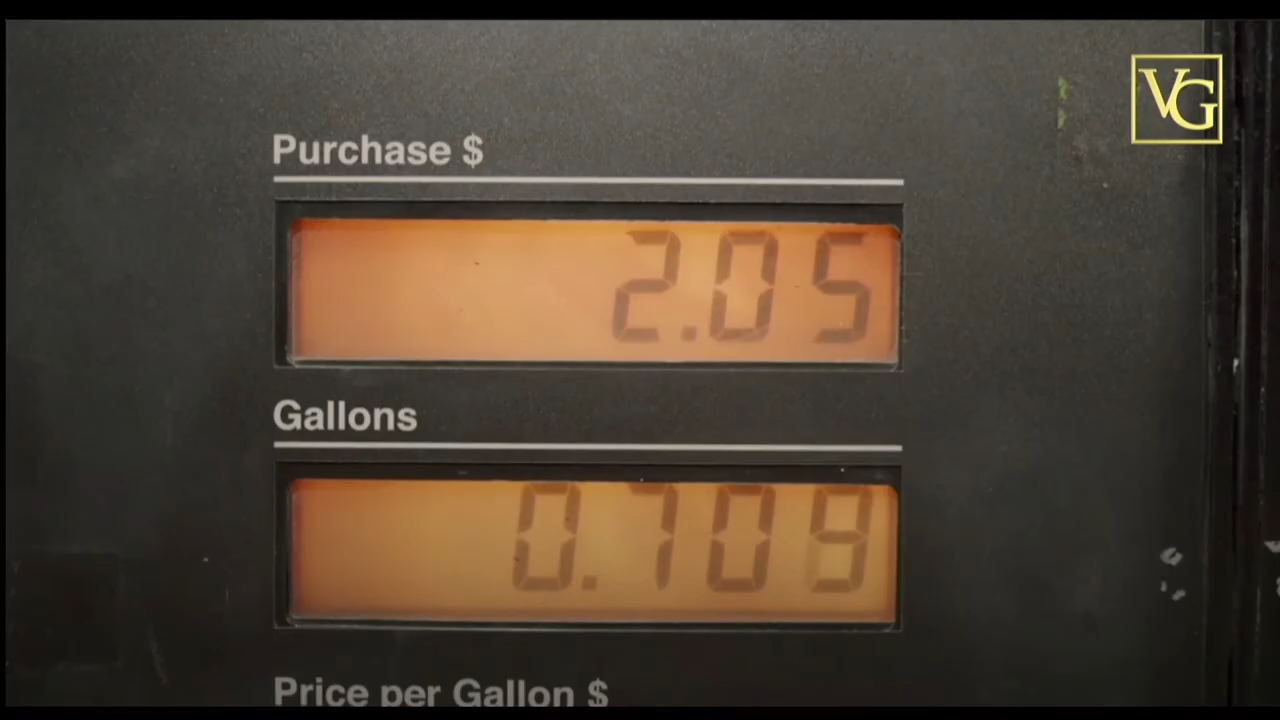 VG
Purchase $
2.05
Gallons
0.709
Price per Gallon $